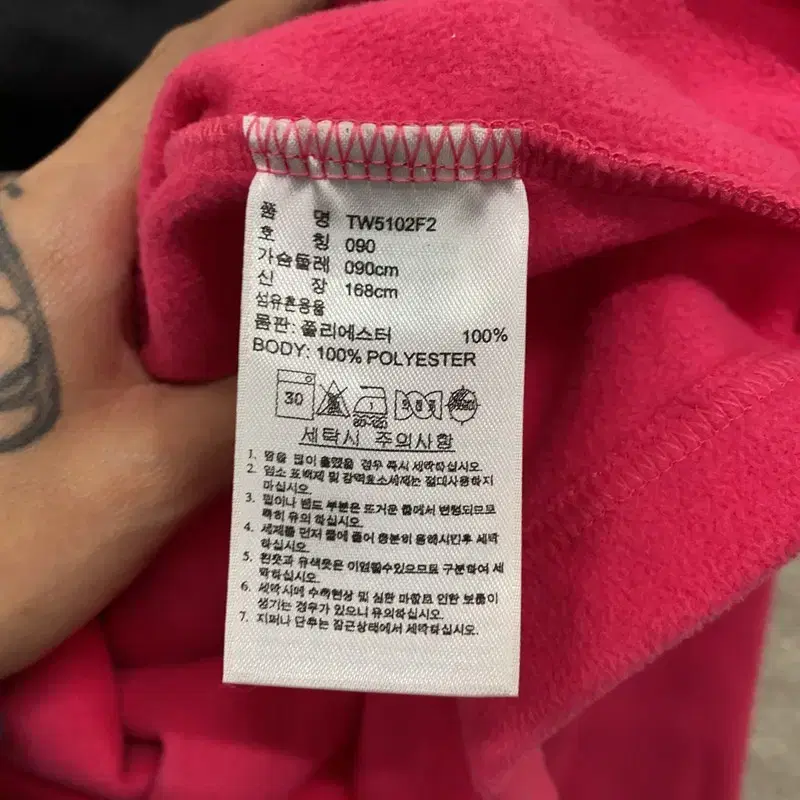 품 명 TW5102F2
호 칭 090
가슴둘레 090cm
신 장 168cm
섬유혼용율
몸판: 폴리에스터 100%
BODY: 100% POLYESTER
30
80-120
세탁시 주의사항
1. 땀을 많이 흘렸을 경우 즉시 세탁하십시오.
2. 염소 표백제 및 강력효소세제는 절대사용하지
마십시오.
3. 깃이나 밴드 부분은 뜨거운 물에서 변형되므로
특히 유의 하십시오.
4. 세제를 먼저 물에 풀어 충분히 용해시킨후 세탁
하십시오.
5. 흰옷과 유색옷은 이염될수있으므로 구분하여 세
탁하십시오.
6. 세탁시에 수축현상 및 심한 마찰로 인한 보풀이
생기는 경우가 있으니 유의하십시오.
7. 지퍼나 단추는 잠근상태에서 세탁하십시오.